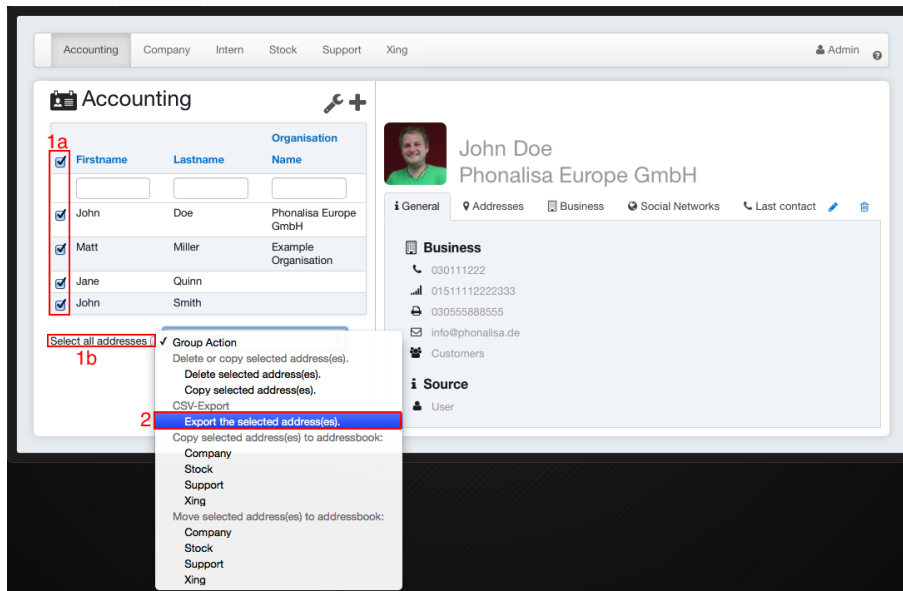 Accounting Company Intern Stock Support Xing Admin
Accounting
1a
Organisation
Firstname Lastname Name
John Doe Phonalisa Europe
GmbH
Matt Miller Example
Organisation
Jane Quinn
John Smith
Select all addresses
1b
✓ Group Action
Delete or copy selected address(es).
Delete selected address(es).
Copy selected address(es).
CSV-Export
2 Export the selected address(es).
Copy selected address(es) to addressbook:
Company
Stock
Support
Xing
Move selected address(es) to addressbook:
Company
Stock
Support
Xing
John Doe
Phonalisa Europe GmbH
General Addresses Business Social Networks Last contact
Business
030111222
01511112222333
030555888555
info@phonalisa.de
Customers
Source
User